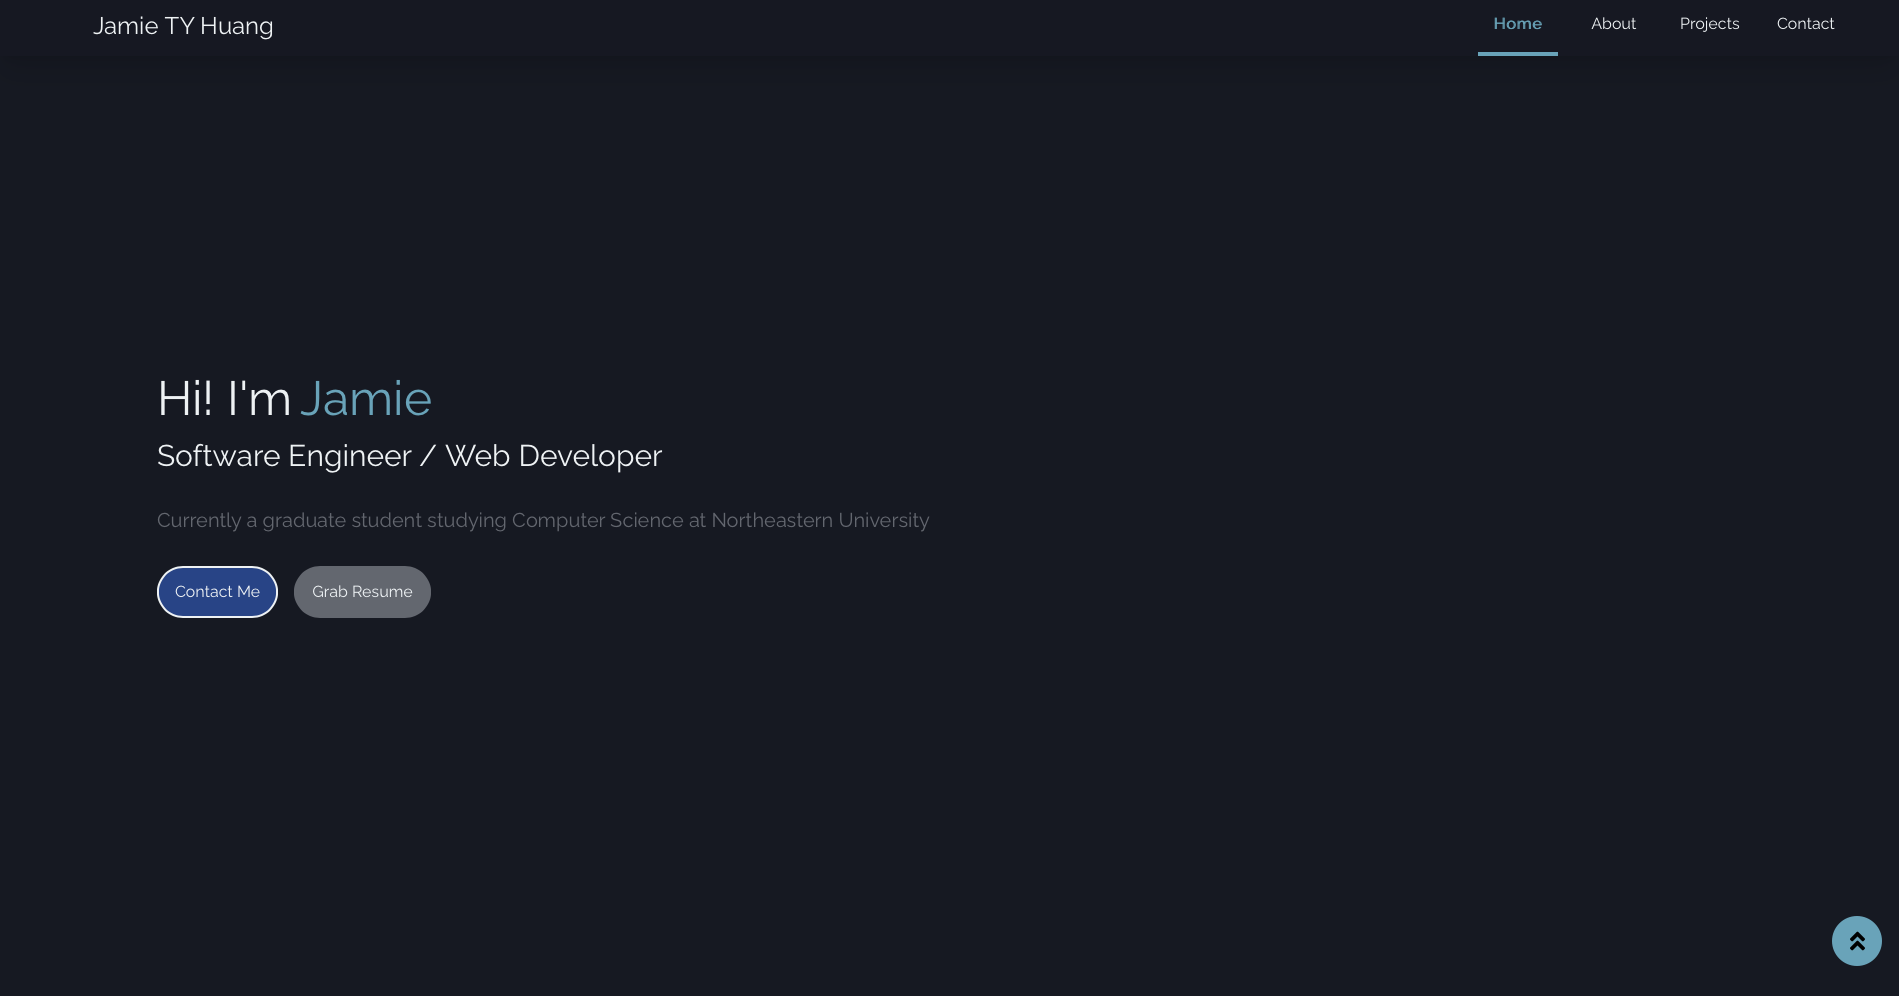 Jamie TY Huang
Home About Projects Contact
Hi! I'm Jamie
Software Engineer / Web Developer
Currently a graduate student studying Computer Science at Northeastern University
Contact Me Grab Resume